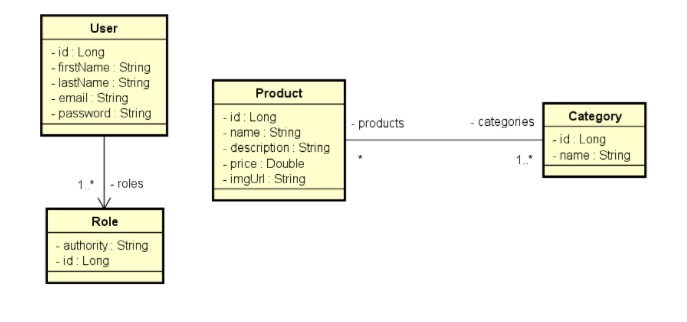 User
- id : Long
- firstName : String
- lastName : String
- email : String
- password : String
1..*
- roles
Role
- authority : String
- id : Long
Product
- id : Long
- name : String
- description : String
- price : Double
- imgUrl : String
- products
*
- categories
1..*
Category
- id : Long
- name : String